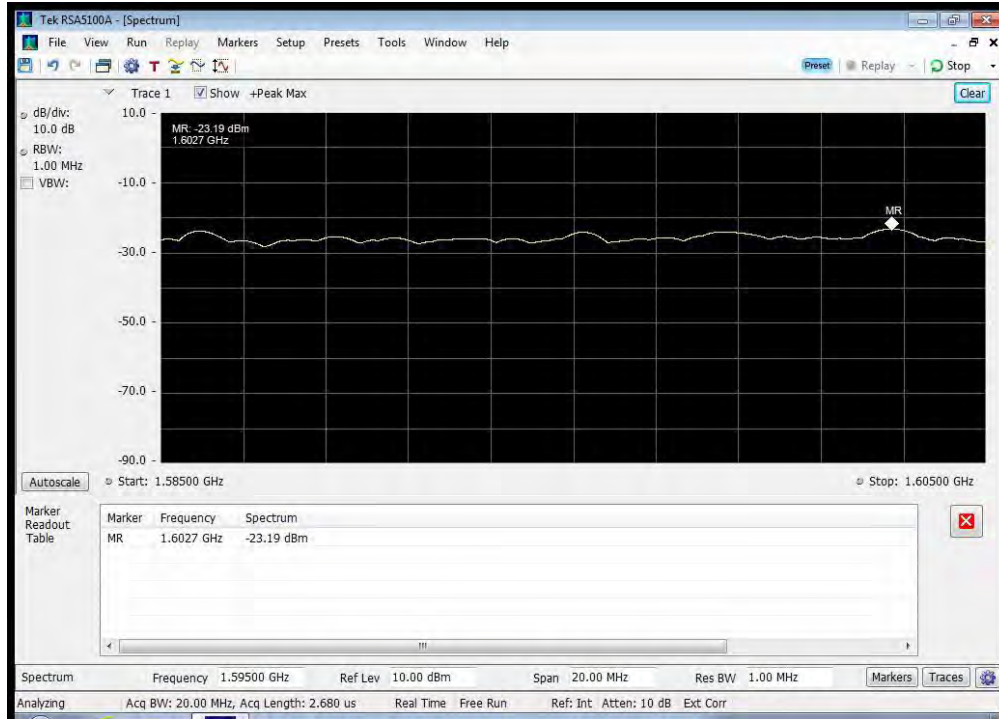 Tek RSA5100A - [Spectrum]
File View Run Replay Markers Setup Presets Tools Window Help
T
Preset Replay Stop
Trace 1 Show +Peak Max Clear
dB/div: 10.0 dB
RBW: 1.00 MHz
VBW:
10.0 -
-10.0 -
-30.0 -
-50.0 -
-70.0 -
-90.0 -
MR: -23.19 dBm
1.6027 GHz
MR
Autoscale Start: 1.58500 GHz Stop: 1.60500 GHz
Marker Readout Table
Marker Frequency Spectrum
MR 1.6027 GHz -23.19 dBm
Spectrum Frequency 1.59500 GHz Ref Lev 10.00 dBm Span 20.00 MHz Res BW 1.00 MHz Markers Traces
Analyzing Acq BW: 20.00 MHz, Acq Length: 2.680 us Real Time Free Run Ref: Int Atten: 10 dB Ext Corr